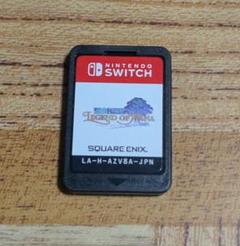 NINTENDO
SWITCH
LEGEND OF MANA
SQUARE ENIX.
LA-H-AZV8A-JPN